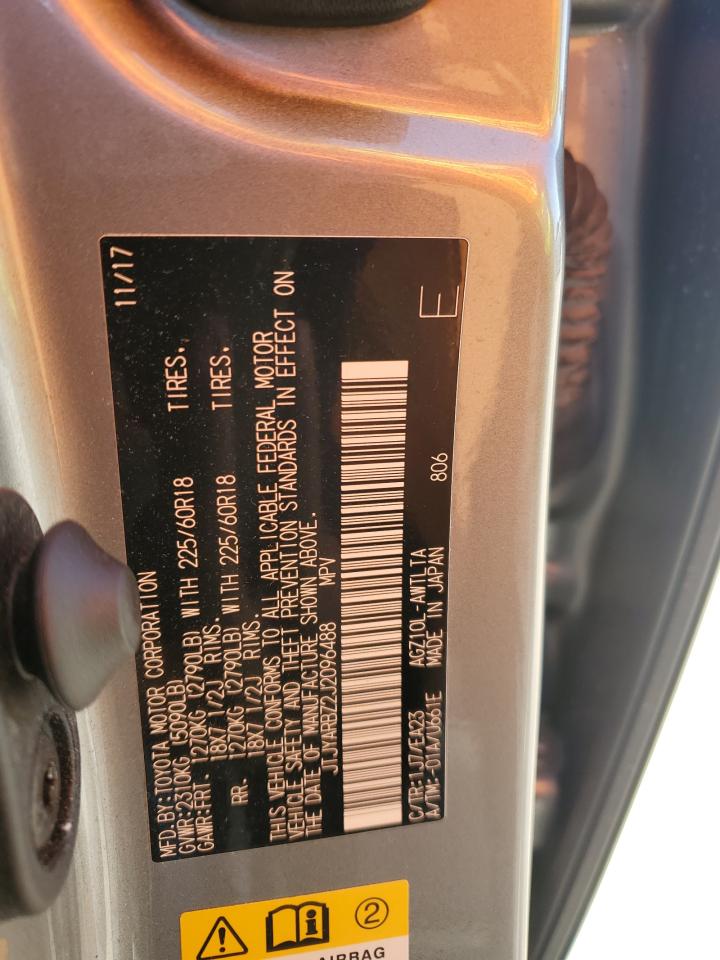 MFD.BY:TOYOTA MOTOR CORPORATION 11/17
GVWR:2310KG (5090LB)
GAWR:FRT. 1270KG (2790LB) WITH 225/60R18 TIRES.
18X7 1/2J RIMS.
RR. 1270KG (2790LB) WITH 225/60R18 TIRES.
18X7 1/2J RIMS.
THIS VEHICLE CONFORMS TO ALL APPLICABLE FEDERAL MOTOR
VEHICLE SAFETY AND THEFT PREVENTION STANDARDS IN EFFECT ON
THE DATE OF MANUFACTURE SHOWN ABOVE.
JTJYARBZ2J2096488 MPV
C/TR:1J7/EA23 AGZ10L-AWTLTA
A/TM:-01A/U661E MADE IN JAPAN 806 E
2
AIRBAG